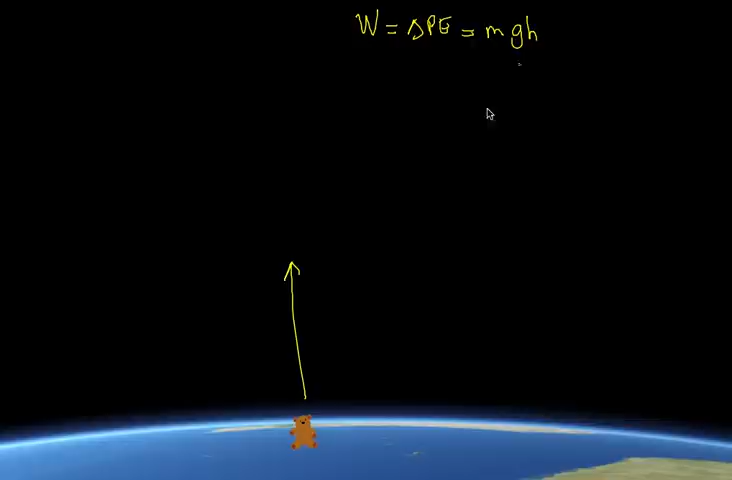 W = ΔPE = mgh